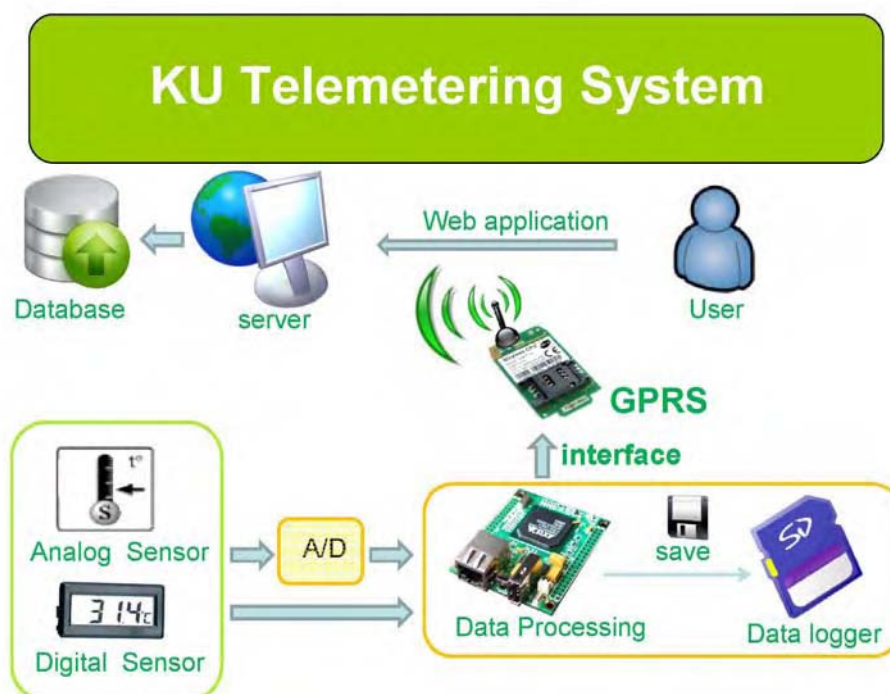 KU Telemetering System
Web application
Database
server
User
GPRS
interface
t°
S
Analog Sensor
A/D
31.4°c
Digital Sensor
save
SD
Data Processing
Data logger